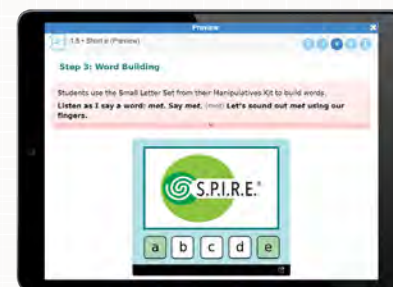 Preview
1.5 • Short e (Preview)
Step 3: Word Building
Students use the Small Letter Set from their Manipulatives Kit to build words.
Listen as I say a word: met. Say met. (met) Let's sound out met using our
fingers.
S.P.I.R.E.®
a b c d e